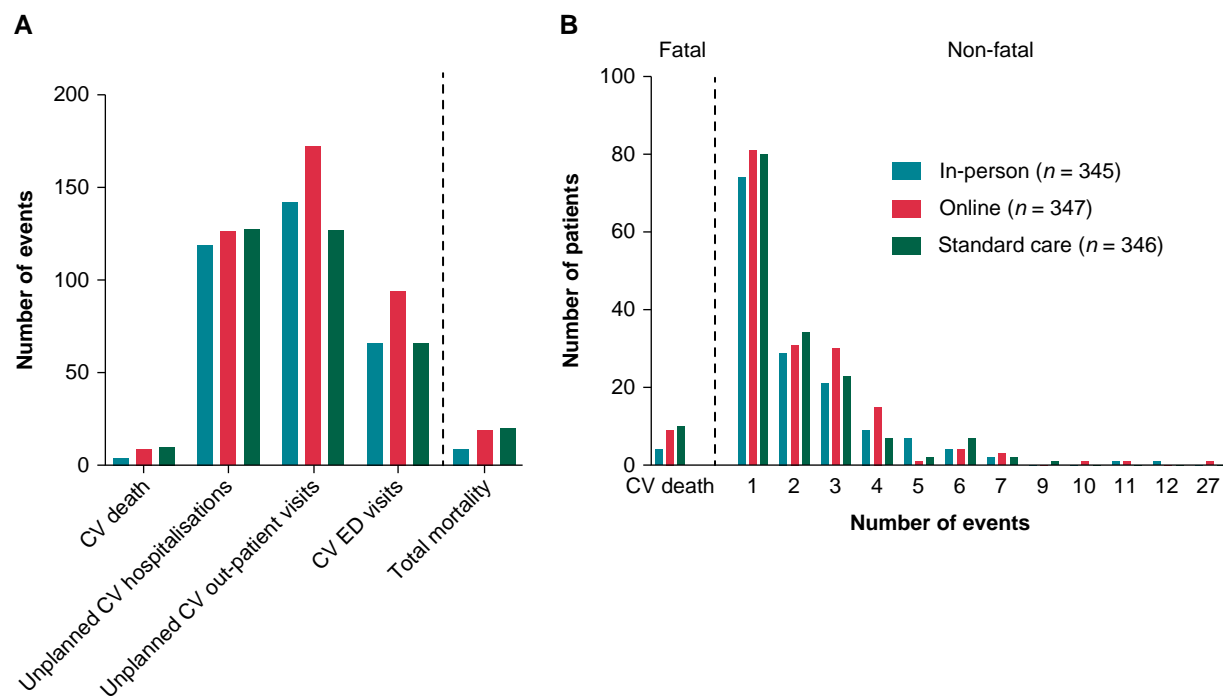 A
Number of events
200
150
100
50
0
CV death
Unplanned CV hospitalisations
Unplanned CV out-patient visits
CV ED visits
Total mortality
B
Fatal
Non-fatal
Number of patients
100
80
60
40
20
0
In-person (n = 345)
Online (n = 347)
Standard care (n = 346)
CV death 1 2 3 4 5 6 7 9 10 11 12 27
Number of events